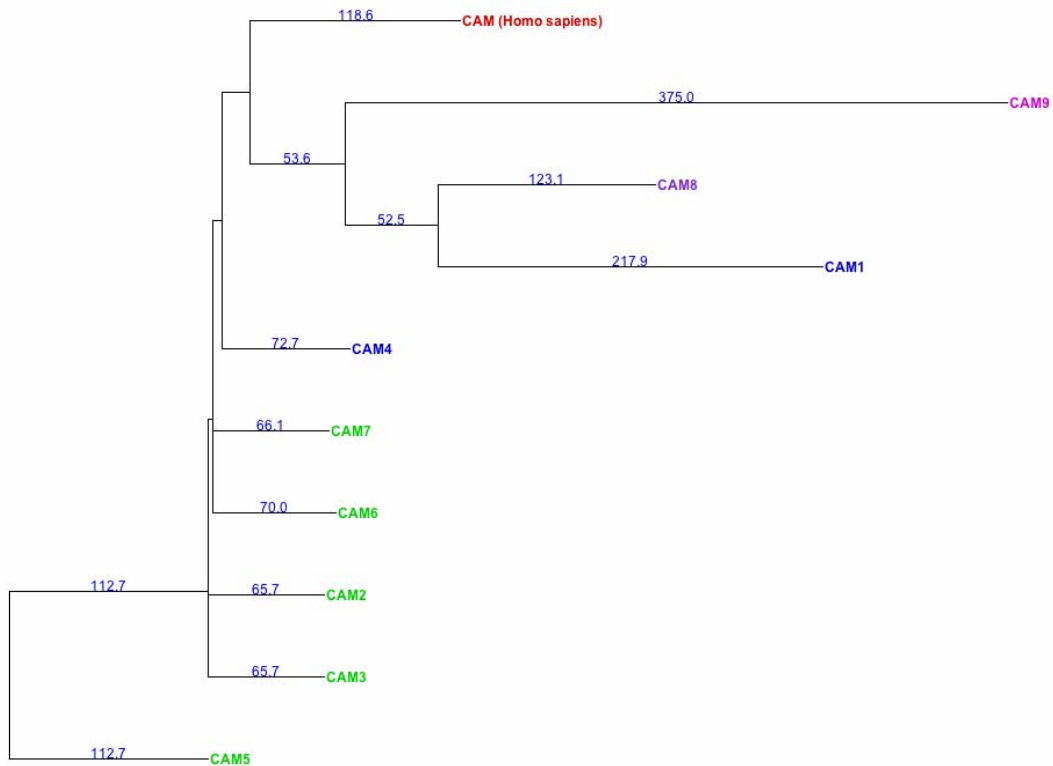 118.6 CAM (Homo sapiens)
375.0 CAM9
53.6
123.1 CAM8
52.5
217.9 CAM1
72.7 CAM4
66.1 CAM7
70.0 CAM6
112.7 65.7 CAM2
65.7 CAM3
112.7 CAM5